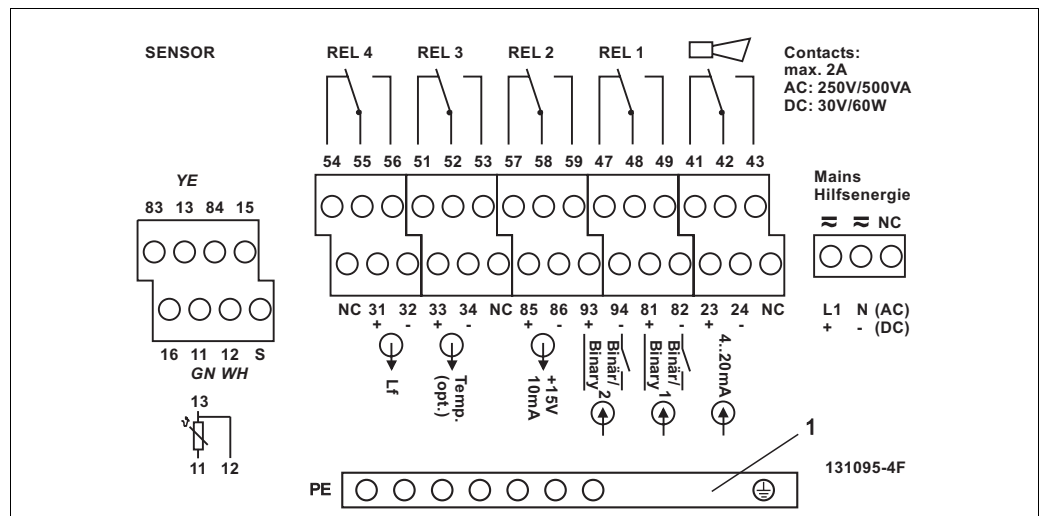 SENSOR REL 4 REL 3 REL 2 REL 1
Contacts:
max. 2A
AC: 250V/500VA
DC: 30V/60W
54 55 56 51 52 53 57 58 59 47 48 49 41 42 43
Mains
Hilfsenergie
≂ ≂ NC
YE
83 13 84 15
NC 31 32 33 34 NC 85 86 93 94 81 82 23 24 NC
+ - + - + - + - + - + -
L1 N (AC)
+ - (DC)
16 11 12 S
GN WH
Lf
Temp.
(opt.)
+15V
10mA
Binär/
Binary 2
Binär/
Binary 1
4..20mA
13
11 12
1
131095-4F
PE